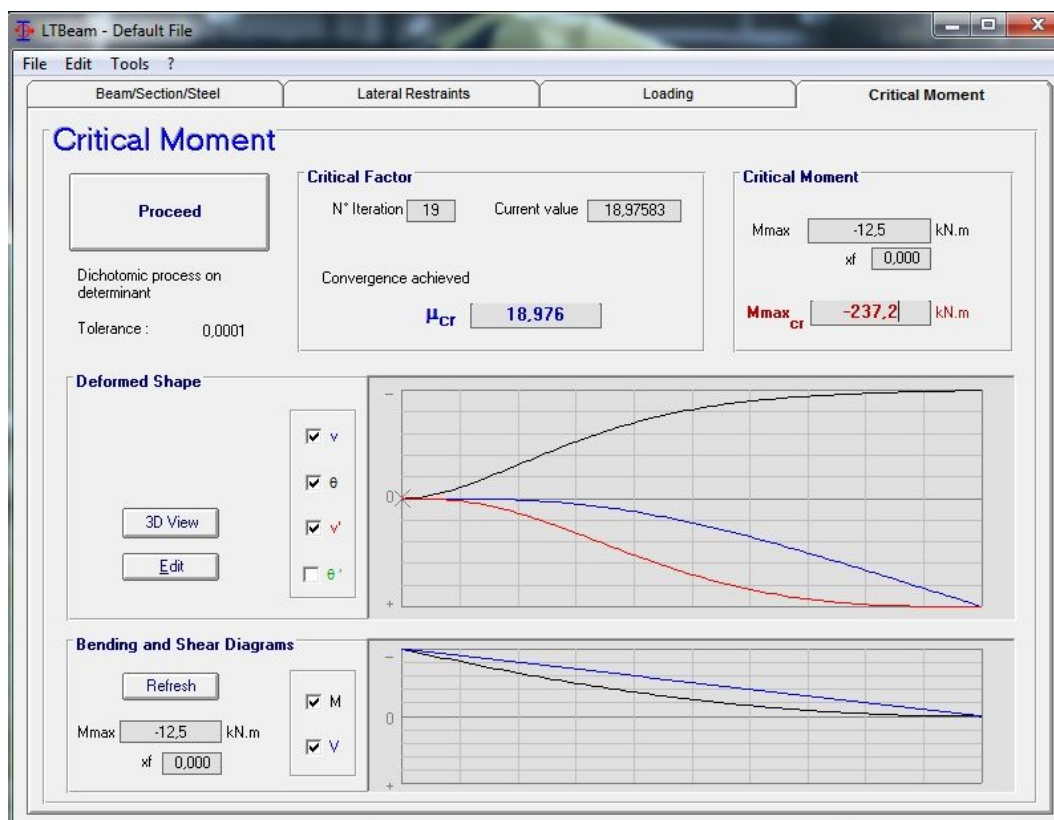 LTBeam - Default File
File Edit Tools ?
Beam/Section/Steel
Lateral Restraints
Loading
Critical Moment
Critical Moment
Proceed
Dichotomic process on
determinant
Tolerance : 0,0001
Critical Factor
N° Iteration 19 Current value 18,97583
Convergence achieved
μcr 18,976
Critical Moment
Mmax -12,5 kN.m
xf 0,000
Mmaxcr -237,2 kN.m
Deformed Shape
v
θ
v'
θ'
3D View
Edit
–
0
+
Bending and Shear Diagrams
Refresh
Mmax -12,5 kN.m
xf 0,000
M
V
–
0
+